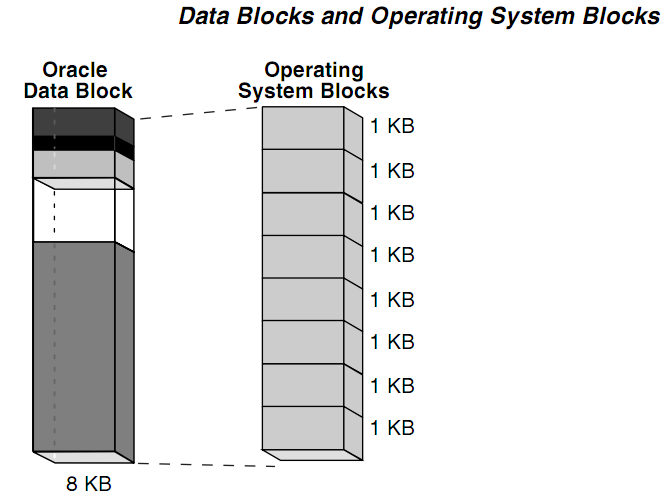 Data Blocks and Operating System Blocks
Oracle
Data Block
Operating
System Blocks
1 KB
1 KB
1 KB
1 KB
1 KB
1 KB
1 KB
1 KB
8 KB